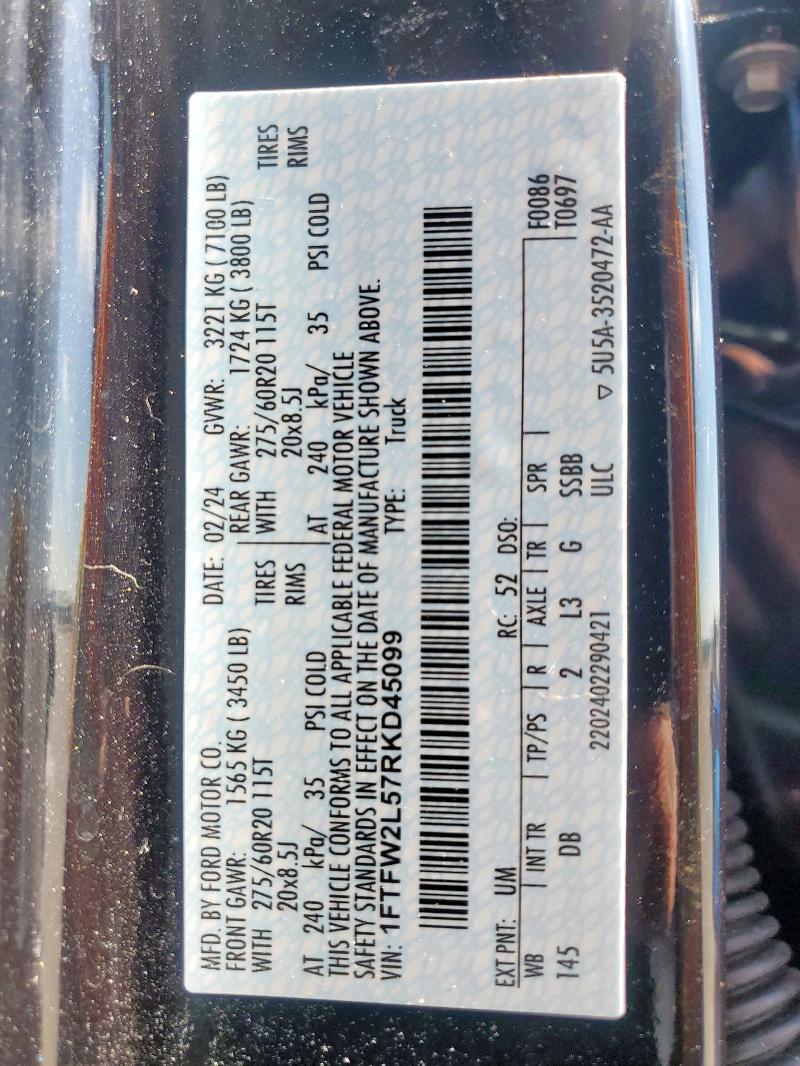 MFD. BY FORD MOTOR CO. DATE: 02/24 GVWR: 3221 KG ( 7100 LB)
FRONT GAWR: 1565 KG ( 3450 LB) REAR GAWR: 1724 KG ( 3800 LB)
WITH 275/60R20 115T TIRES WITH 275/60R20 115T TIRES
20x8.5J RIMS 20x8.5J RIMS
AT 240 kPa/ 35 PSI COLD AT 240 kPa/ 35 PSI COLD
THIS VEHICLE CONFORMS TO ALL APPLICABLE FEDERAL MOTOR VEHICLE
SAFETY STANDARDS IN EFFECT ON THE DATE OF MANUFACTURE SHOWN ABOVE.
VIN: 1FTFW2L57RKD45099 TYPE: Truck
EXT PNT: UM RC: 52 DSO:
WB INT TR TP/PS R AXLE TR SPR F0086
145 DB 2 L3 G SSBB T0697
2202402290421 ULC ▽ 5U5A-3520472-AA